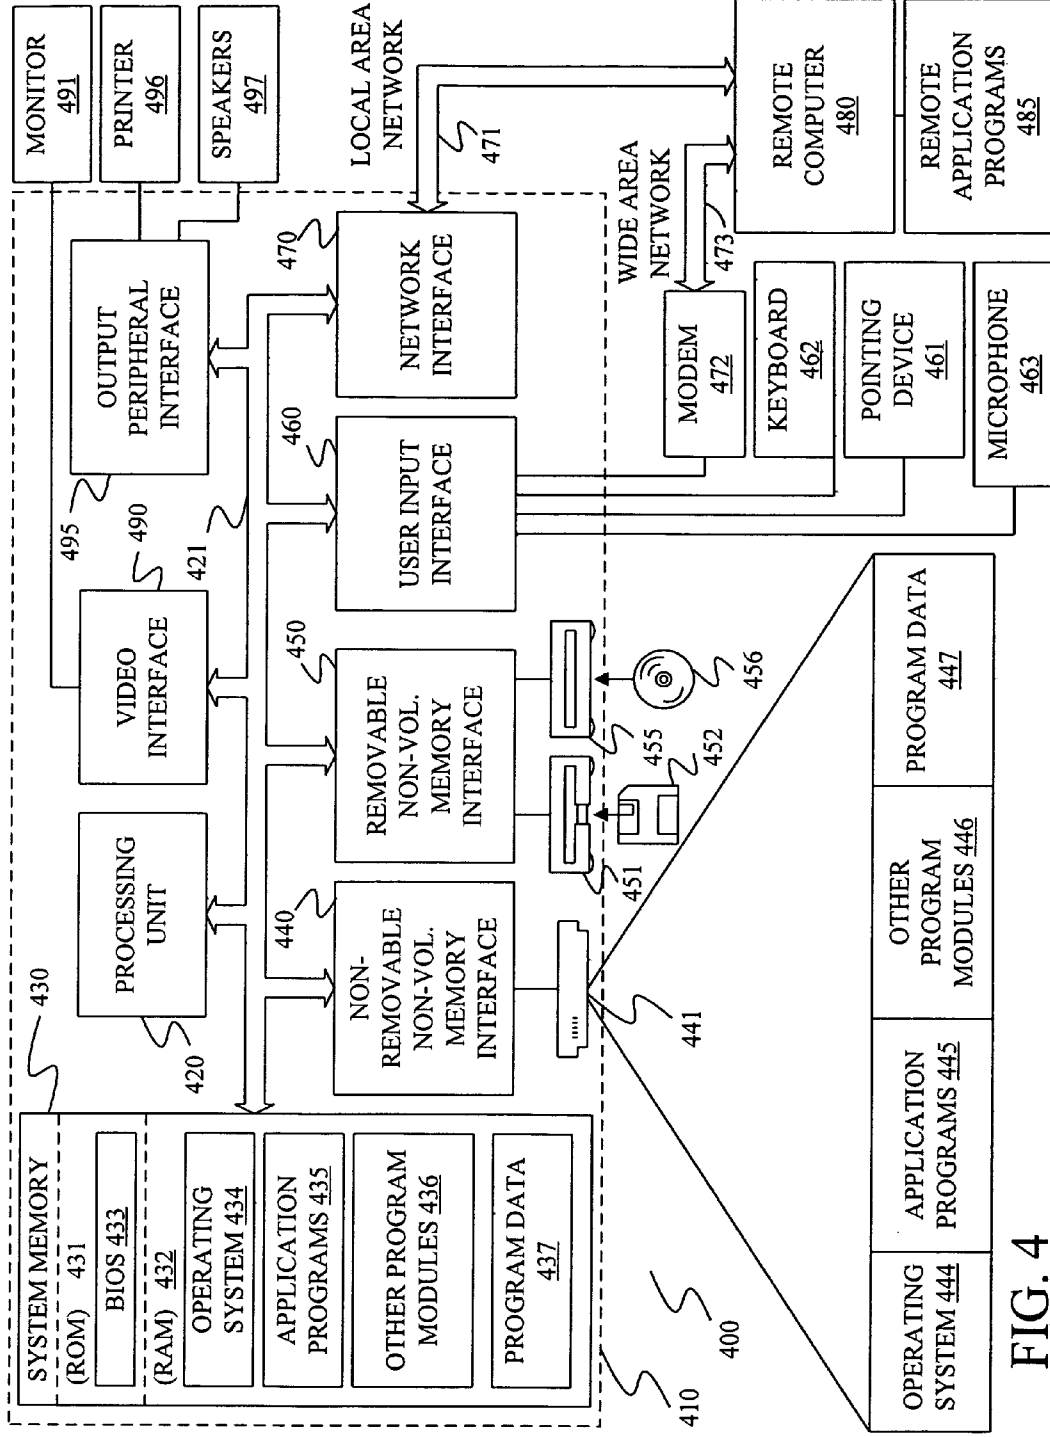 SYSTEM MEMORY
(ROM) 431
BIOS 433
(RAM) 432
OPERATING
SYSTEM 434
APPLICATION
PROGRAMS 435
OTHER PROGRAM
MODULES 436
PROGRAM DATA
437
430
PROCESSING
UNIT
420
VIDEO
INTERFACE
490
421
OUTPUT
PERIPHERAL
INTERFACE
495
MONITOR
491
PRINTER
496
SPEAKERS
497
NON-
REMOVABLE
NON-VOL.
MEMORY
INTERFACE
440
REMOVABLE
NON-VOL.
MEMORY
INTERFACE
450
USER INPUT
INTERFACE
460
NETWORK
INTERFACE
470
LOCAL AREA
NETWORK
471
441
451
452
455
456
WIDE AREA
NETWORK
473
MODEM
472
KEYBOARD
462
POINTING
DEVICE
461
MICROPHONE
463
REMOTE
COMPUTER
480
REMOTE
APPLICATION
PROGRAMS
485
410
400
OPERATING
SYSTEM 444
APPLICATION
PROGRAMS 445
OTHER
PROGRAM
MODULES 446
PROGRAM DATA
447
FIG. 4